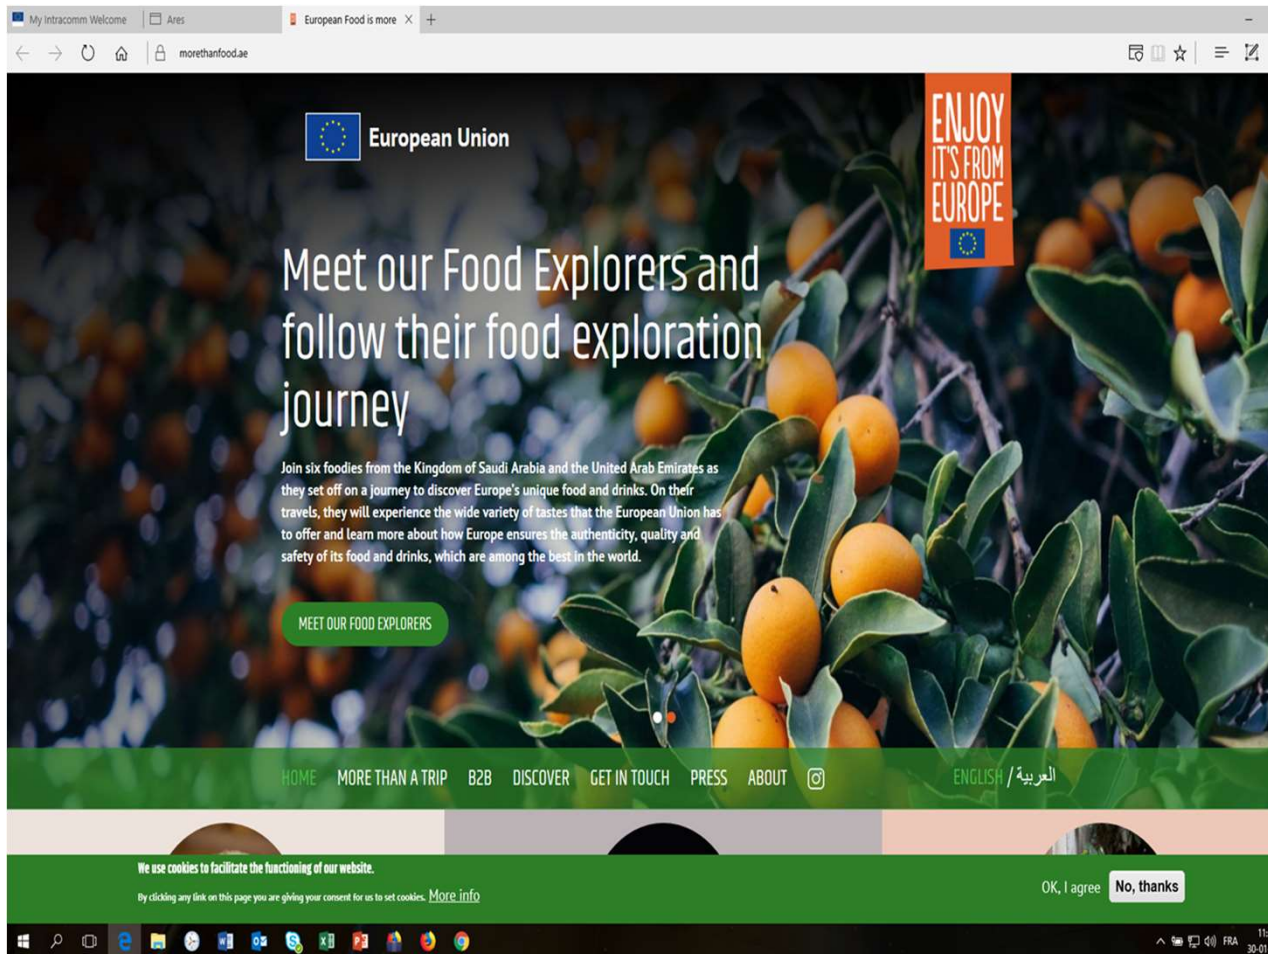 My Intracomm Welcome
Ares
European Food is more
morethanfood.ae
European Union
ENJOY
IT'S FROM
EUROPE
Meet our Food Explorers and
follow their food exploration
journey
Join six foodies from the Kingdom of Saudi Arabia and the United Arab Emirates as
they set off on a journey to discover Europe's unique food and drinks. On their
travels, they will experience the wide variety of tastes that the European Union has
to offer and learn more about how Europe ensures the authenticity, quality and
safety of its food and drinks, which are among the best in the world.
MEET OUR FOOD EXPLORERS
HOME MORE THAN A TRIP B2B DISCOVER GET IN TOUCH PRESS ABOUT ENGLISH / العربية
We use cookies to facilitate the functioning of our website.
By clicking any link on this page you are giving your consent for us to set cookies. More info
OK, I agree No, thanks
FRA
11:
30-01